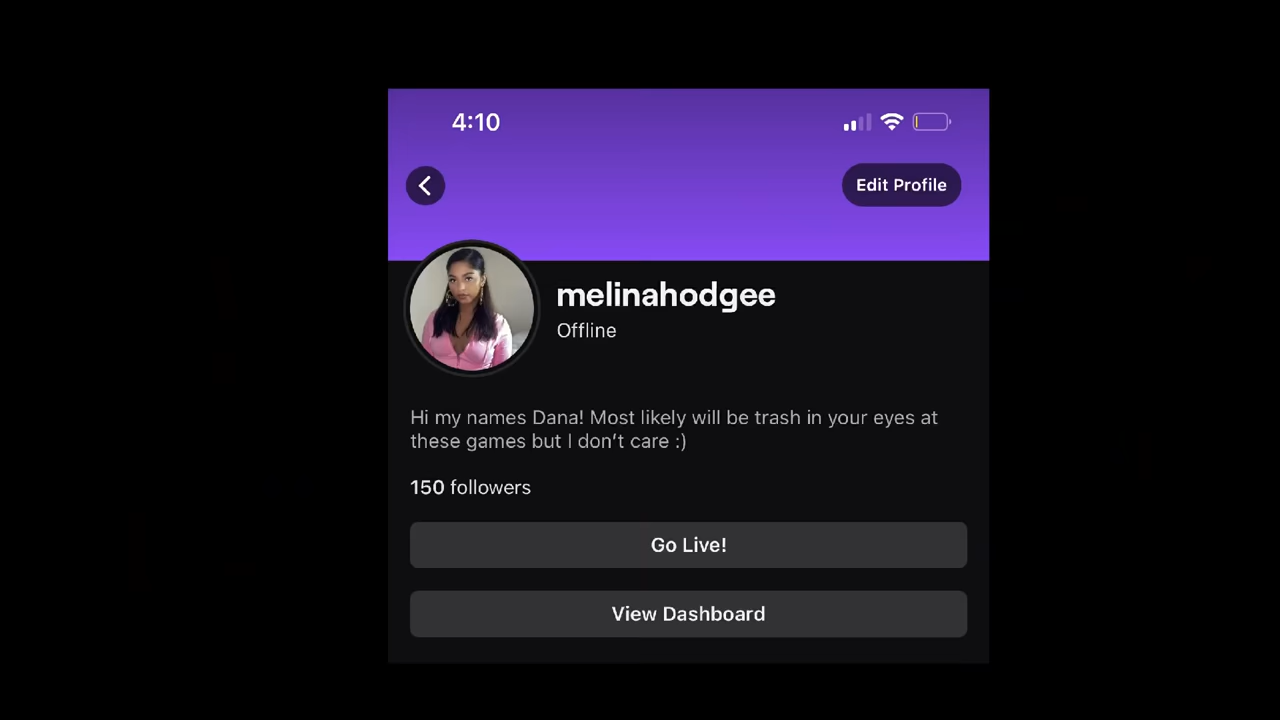 4:10
Edit Profile
melinahodgee
Offline
Hi my names Dana! Most likely will be trash in your eyes at
these games but I don’t care :)
150 followers
Go Live!
View Dashboard